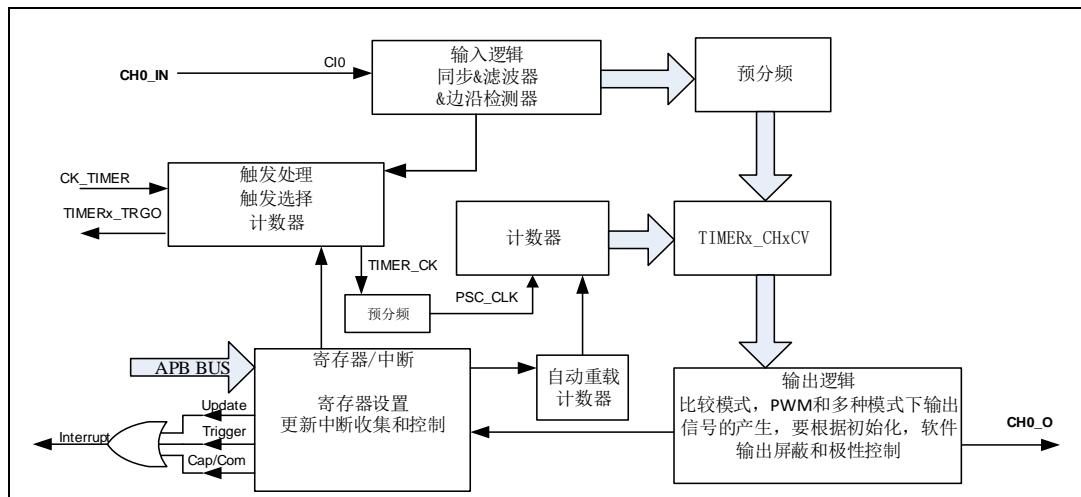 CH0_IN
CI0
输入逻辑
同步&滤波器
&边沿检测器
预分频
CK_TIMER
TIMERx_TRGO
触发处理
触发选择
计数器
计数器
TIMERx_CHxCV
TIMER_CK
预分频
PSC_CLK
APB BUS
寄存器/中断
寄存器设置
更新中断收集和控制
自动重载
计数器
输出逻辑
比较模式，PWM和多种模式下输出
信号的产生，要根据初始化，软件
输出屏蔽和极性控制
CH0_O
Update
Interrupt
Trigger
Cap/Com